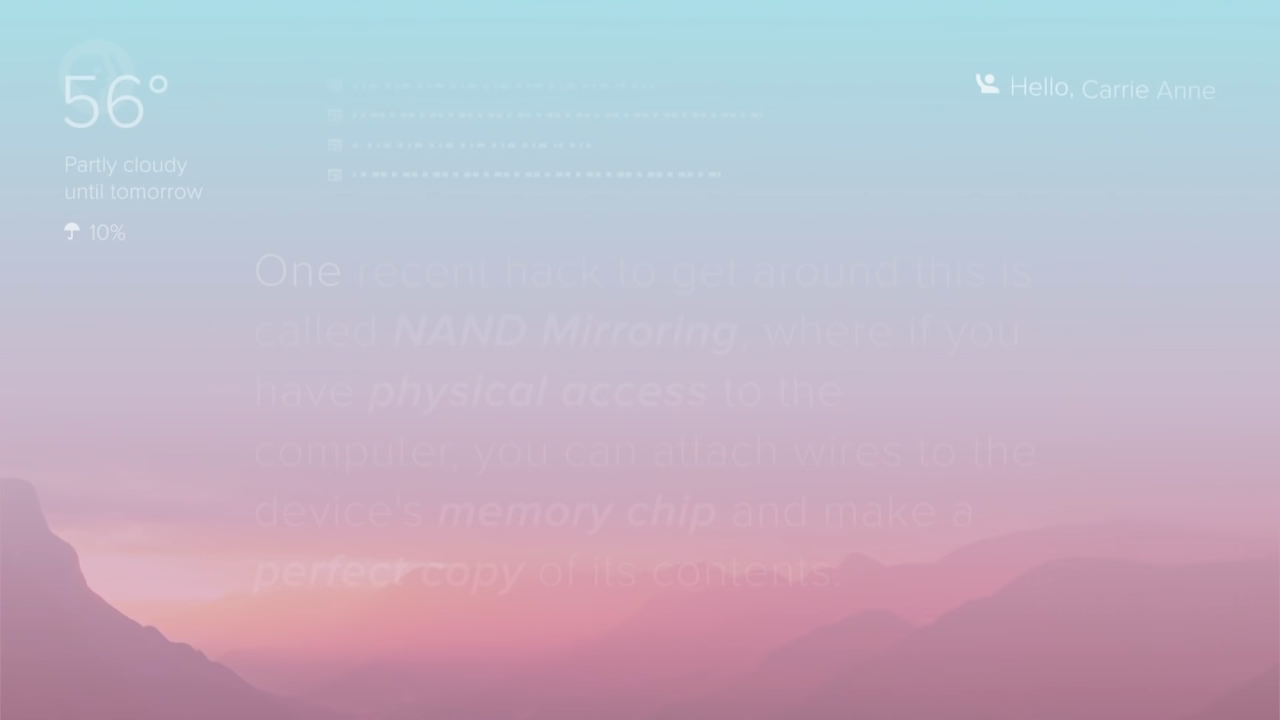 56°
Partly cloudy
until tomorrow
10%
Hello, Carrie Anne
One recent hack to get around this is
called NAND Mirroring, where if you
have physical access to the
computer, you can attach wires to the
device's memory chip and make a
perfect copy of its contents.